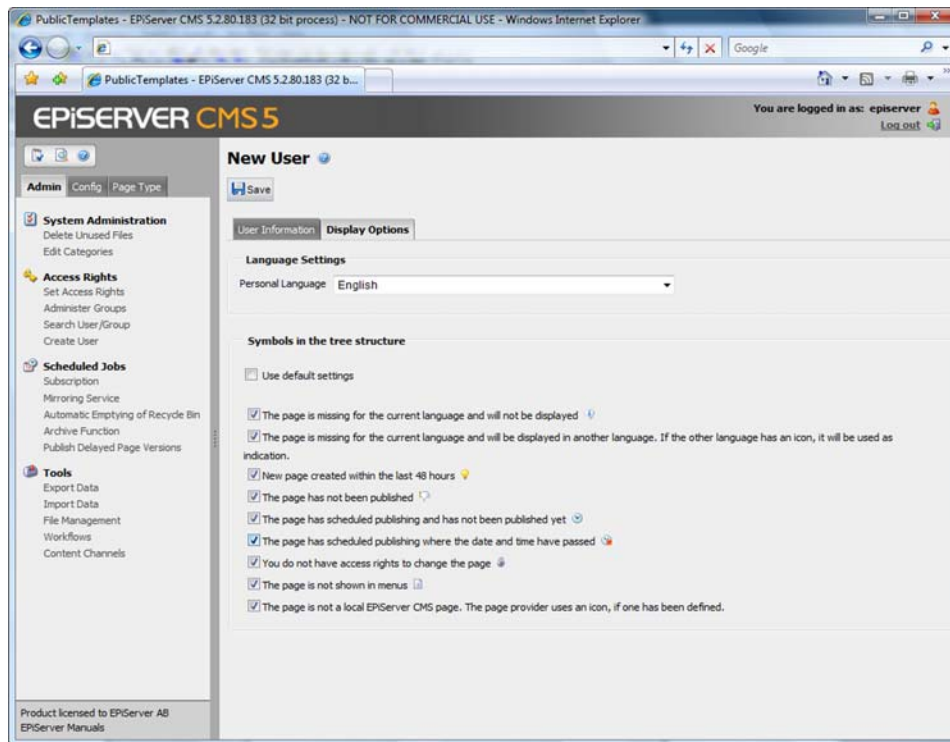 PublicTemplates - EPiServer CMS 5.2.80.183 (32 bit process) - NOT FOR COMMERCIAL USE - Windows Internet Explorer
Google
PublicTemplates - EPiServer CMS 5.2.80.183 (32 b...
EPiSERVER CMS 5
You are logged in as: episerver
Log out
Admin Config Page Type
System Administration
Delete Unused Files
Edit Categories
Access Rights
Set Access Rights
Administer Groups
Search User/Group
Create User
Scheduled Jobs
Subscription
Mirroring Service
Automatic Emptying of Recycle Bin
Archive Function
Publish Delayed Page Versions
Tools
Export Data
Import Data
File Management
Workflows
Content Channels
Product licensed to EPiServer AB
EPiServer Manuals
New User
Save
User Information Display Options
Language Settings
Personal Language English
Symbols in the tree structure
Use default settings
The page is missing for the current language and will not be displayed
The page is missing for the current language and will be displayed in another language. If the other language has an icon, it will be used as
indication.
New page created within the last 48 hours
The page has not been published
The page has scheduled publishing and has not been published yet
The page has scheduled publishing where the date and time have passed
You do not have access rights to change the page
The page is not shown in menus
The page is not a local EPiServer CMS page. The page provider uses an icon, if one has been defined.